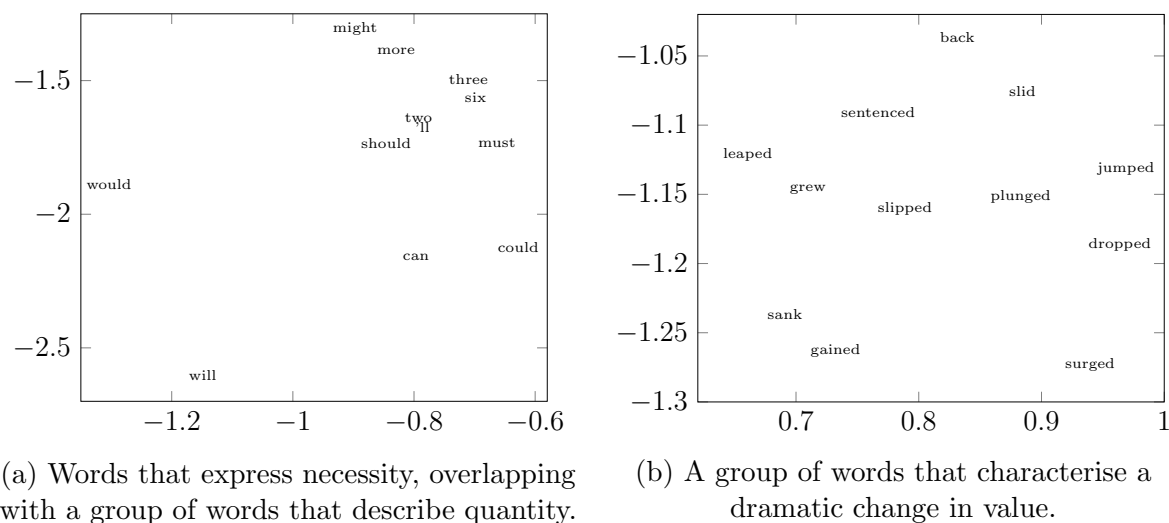 might
more
three
six
two
'll
should
must
would
could
can
will
−1.5
−2
−2.5
−1.2
−1
−0.8
−0.6
(a) Words that express necessity, overlapping
with a group of words that describe quantity.
back
slid
sentenced
leaped
jumped
grew
plunged
slipped
dropped
sank
gained
surged
−1.05
−1.1
−1.15
−1.2
−1.25
−1.3
0.7
0.8
0.9
1
(b) A group of words that characterise a
dramatic change in value.